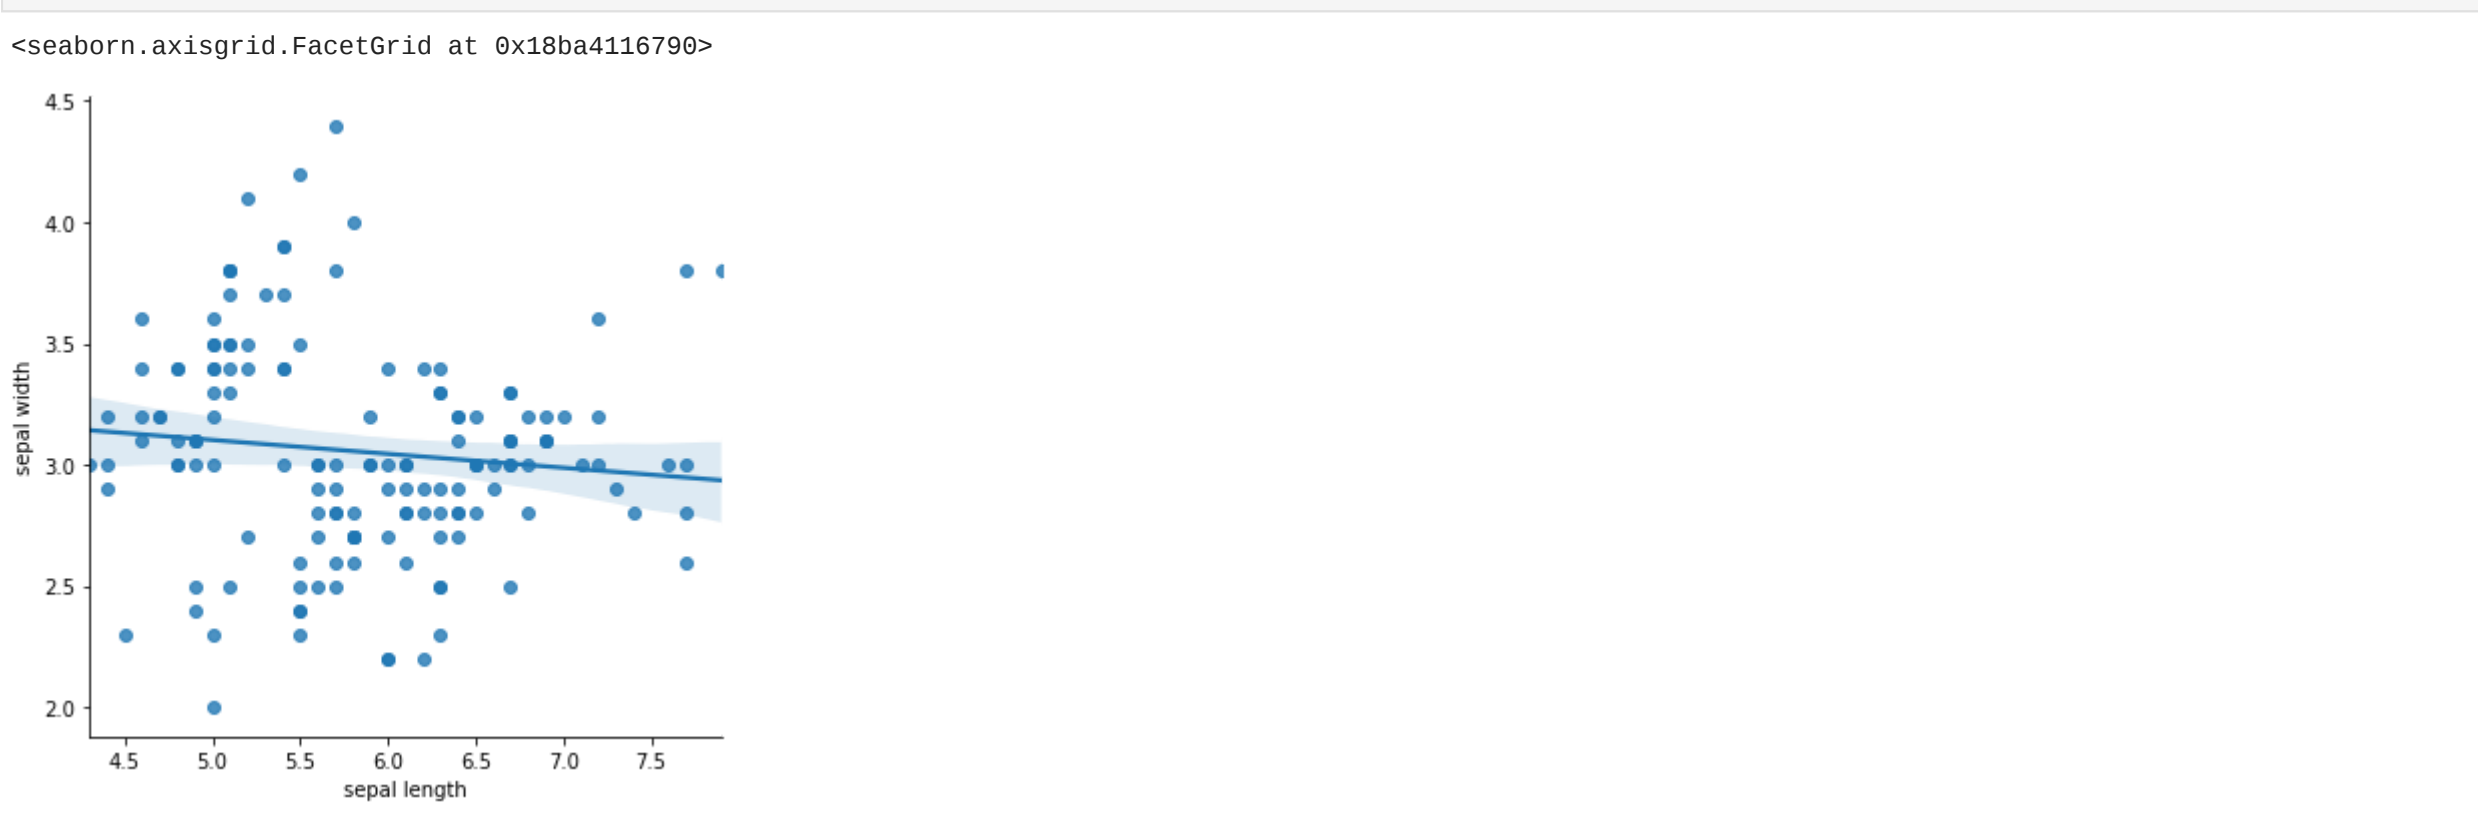 <seaborn.axisgrid.FacetGrid at 0x18ba4116790>
4.5
4.0
3.5
3.0
2.5
2.0
sepal width
4.5 5.0 5.5 6.0 6.5 7.0 7.5
sepal length